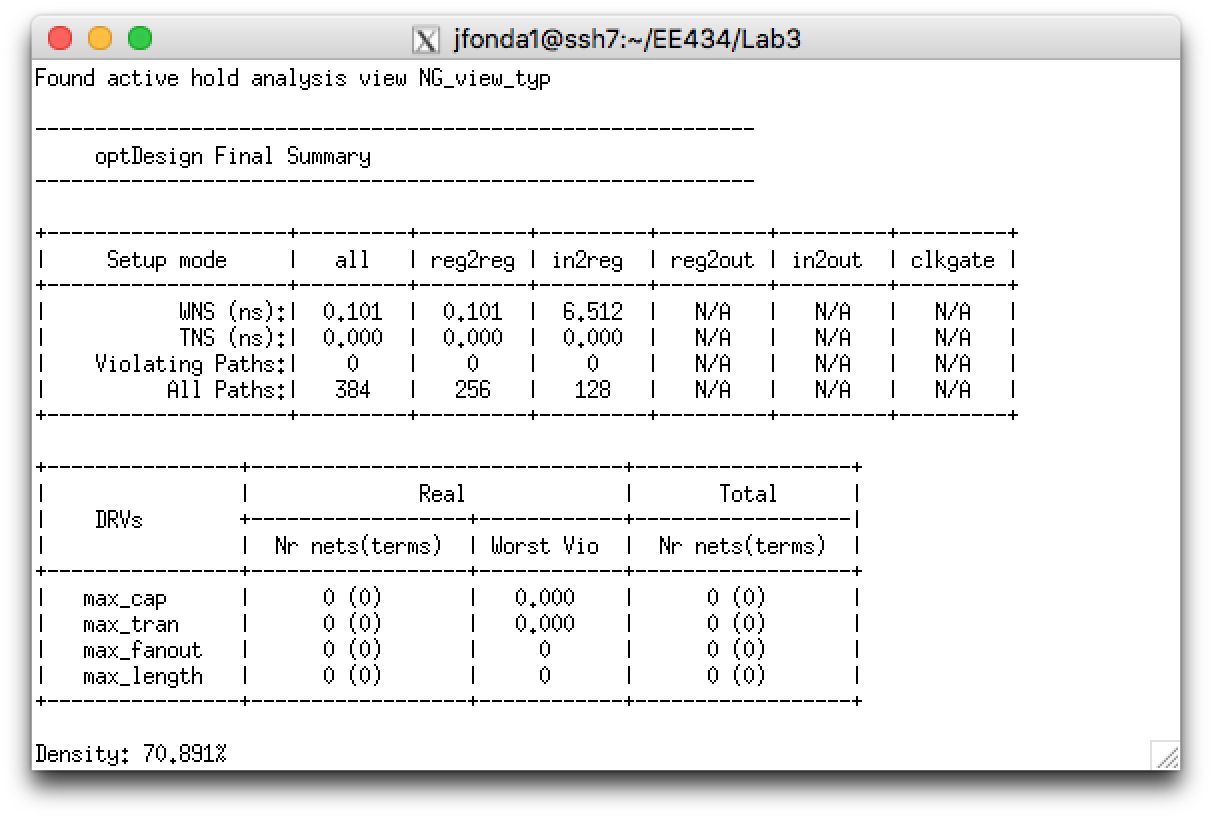 jfonda1@ssh7:~/EE434/Lab3
Found active hold analysis view NG_view_typ
------------------------------------------------------------
     optDesign Final Summary
------------------------------------------------------------
+--------------------+---------+---------+---------+---------+---------+---------+
|     Setup mode     |   all   | reg2reg | in2reg  | reg2out | in2out  | clkgate |
+--------------------+---------+---------+---------+---------+---------+---------+
|           WNS (ns):|  0.101  |  0.101  |  6.512  |   N/A   |   N/A   |   N/A   |
|           TNS (ns):|  0.000  |  0.000  |  0.000  |   N/A   |   N/A   |   N/A   |
|    Violating Paths:|    0    |    0    |    0    |   N/A   |   N/A   |   N/A   |
|          All Paths:|   384   |   256   |   128   |   N/A   |   N/A   |   N/A   |
+--------------------+---------+---------+---------+---------+---------+---------+
+----------------+-------------------------------+------------------+
|                |              Real             |       Total      |
|    DRVs        +------------------+------------+------------------|
|                |  Nr nets(terms)  | Worst Vio  |  Nr nets(terms)  |
+----------------+------------------+------------+------------------+
|   max_cap      |      0 (0)       |   0.000    |      0 (0)       |
|   max_tran     |      0 (0)       |   0.000    |      0 (0)       |
|   max_fanout   |      0 (0)       |     0      |      0 (0)       |
|   max_length   |      0 (0)       |     0      |      0 (0)       |
+----------------+------------------+------------+------------------+
Density: 70.891%